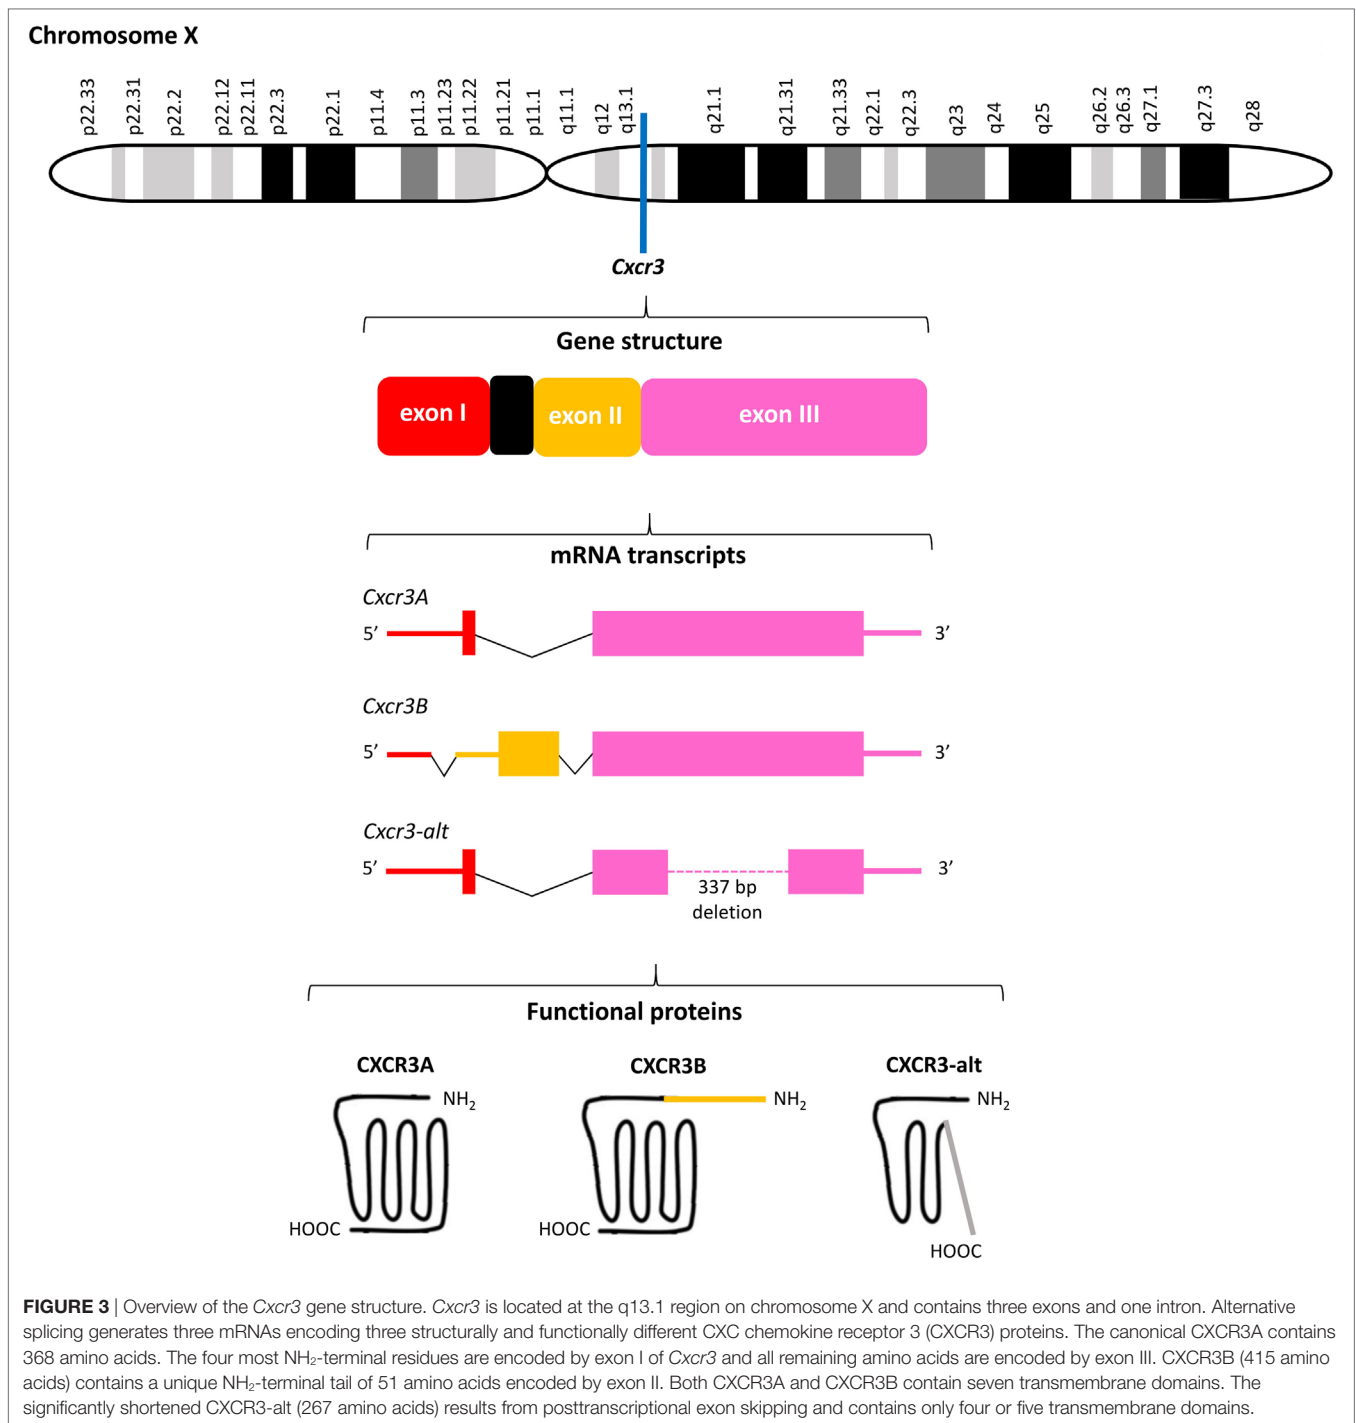 Chromosome X
p22.33
p22.31
p22.2
p22.12
p22.11
p22.3
p22.1
p11.4
p11.3
p11.23
p11.22
p11.21
p11.1
q11.1
q12
q13.1
q21.1
q21.31
q21.33
q22.1
q22.3
q23
q24
q25
q26.2
q26.3
q27.1
q27.3
q28
Cxcr3
Gene structure
exon I
exon II
exon III
mRNA transcripts
Cxcr3A
5’
3’
Cxcr3B
5’
3’
Cxcr3-alt
5’
3’
337 bp
deletion
Functional proteins
CXCR3A
CXCR3B
CXCR3-alt
NH₂
NH₂
NH₂
HOOC
HOOC
HOOC
FIGURE 3 | Overview of the Cxcr3 gene structure. Cxcr3 is located at the q13.1 region on chromosome X and contains three exons and one intron. Alternative
splicing generates three mRNAs encoding three structurally and functionally different CXC chemokine receptor 3 (CXCR3) proteins. The canonical CXCR3A contains
368 amino acids. The four most NH₂-terminal residues are encoded by exon I of Cxcr3 and all remaining amino acids are encoded by exon III. CXCR3B (415 amino
acids) contains a unique NH₂-terminal tail of 51 amino acids encoded by exon II. Both CXCR3A and CXCR3B contain seven transmembrane domains. The
significantly shortened CXCR3-alt (267 amino acids) results from posttranscriptional exon skipping and contains only four or five transmembrane domains.